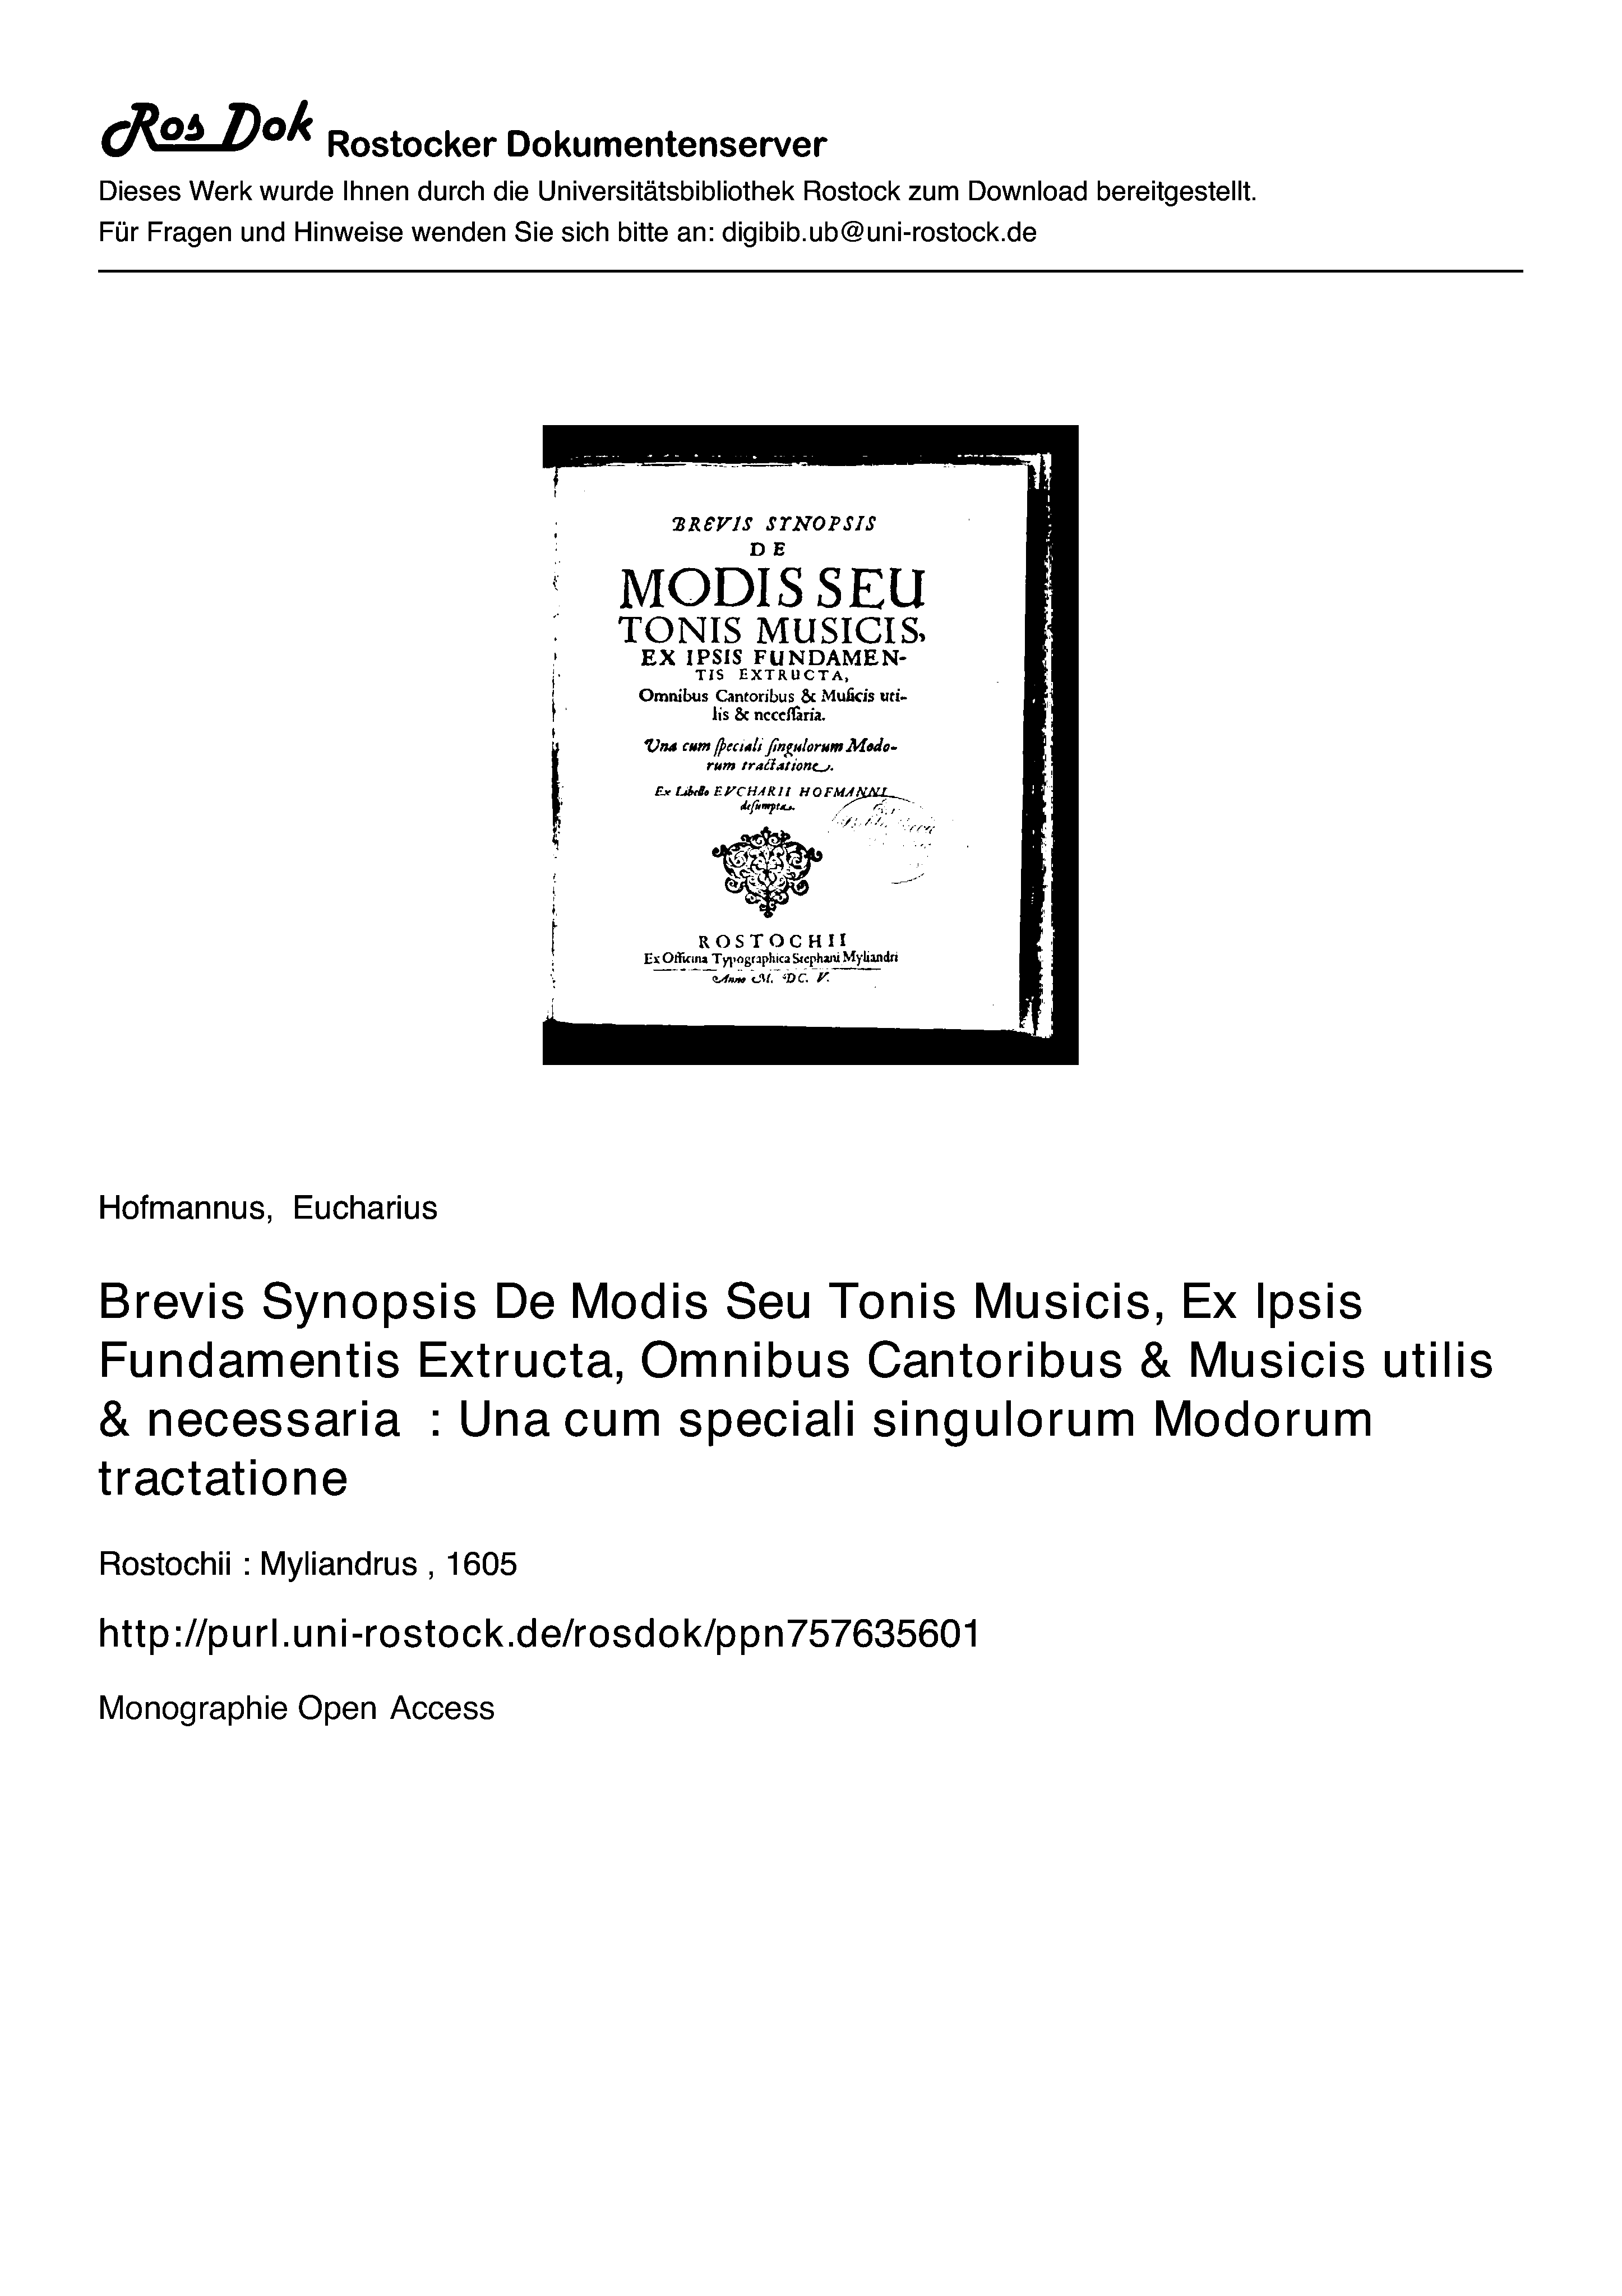 Ros Dok Rostocker Dokumentenserver
Dieses Werk wurde Ihnen durch die Universitätsbibliothek Rostock zum Download bereitgestellt.
Für Fragen und Hinweise wenden Sie sich bitte an: digibib.ub@uni-rostock.de
BREVIS SYNOPSIS
DE
MODIS SEU
TONIS MUSICIS,
EX IPSIS FUNDAMEN-
TIS EXTRUCTA,
Omnibus Cantoribus & Musicis uti-
lis & necessaria.
Una cum speciali singulorum Modo-
rum tractatione.
Ex Libello EVCHARII HOFMANNI
desumpta.
ROSTOCHII
Ex Officina Typographica Stephani Myliandri
Anno M. DC. V.
Hofmannus, Eucharius
Brevis Synopsis De Modis Seu Tonis Musicis, Ex Ipsis
Fundamentis Extructa, Omnibus Cantoribus & Musicis utilis
& necessaria : Una cum speciali singulorum Modorum
tractatione
Rostochii : Myliandrus , 1605
http://purl.uni-rostock.de/rosdok/ppn757635601
Monographie Open Access